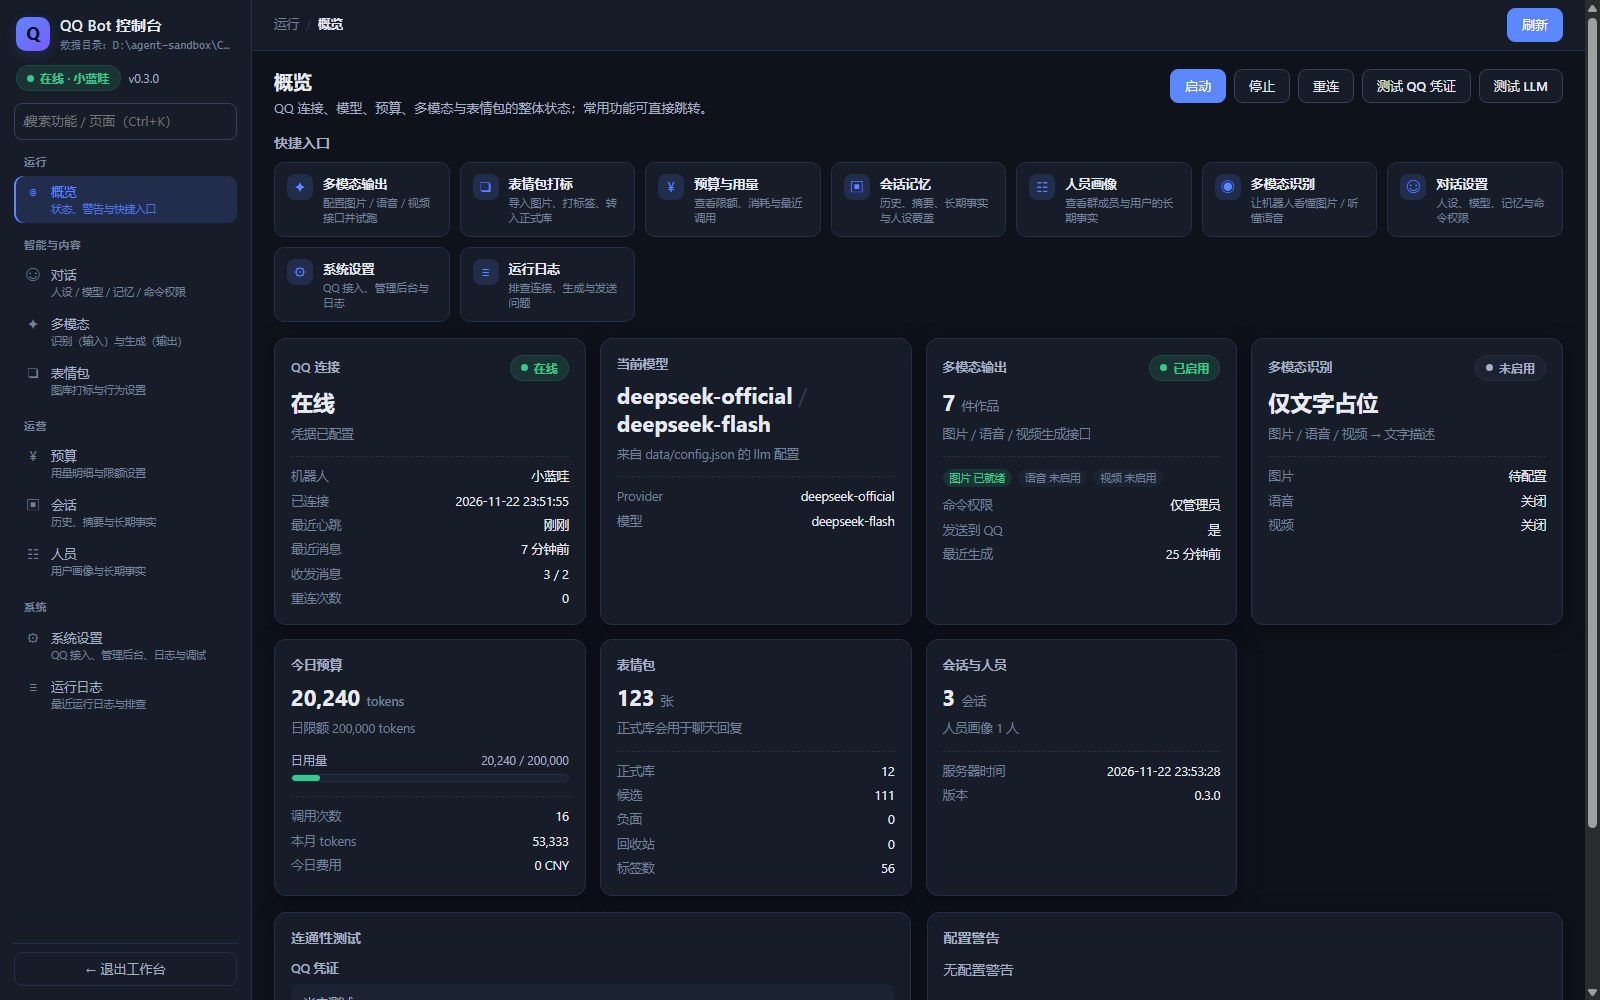 Q
QQ Bot 控制台
数据目录: D:\agent-sandbox\C...
在线 · 小蓝哇
v0.3.0
搜索功能 / 页面（Ctrl+K）
运行
概览
状态、警告与快捷入口
智能与内容
对话
人设 / 模型 / 记忆 / 命令权限
多模态
识别（输入）与生成（输出）
表情包
图库打标与行为设置
运营
¥ 预算
用量明细与限额设置
会话
历史、摘要与长期事实
人员
用户画像与长期事实
系统
系统设置
QQ 接入、管理后台、日志与调试
运行日志
最近运行日志与排查
← 退出工作台
运行 / 概览
刷新
概览
QQ 连接、模型、预算、多模态与表情包的整体状态；常用功能可直接跳转。
启动
停止
重连
测试 QQ 凭证
测试 LLM
快捷入口
多模态输出
配置图片 / 语音 / 视频
接口并试跑
表情包打标
导入图片、打标签、转
入正式库
¥
预算与用量
查看限额、消耗与最近
调用
会话记忆
历史、摘要、长期事实
与人设覆盖
人员画像
查看群成员与用户的长
期事实
多模态识别
让机器人看懂图片 / 听
懂语音
对话设置
人设、模型、记忆与命
令权限
系统设置
QQ 接入、管理后台与
日志
运行日志
排查连接、生成与发送
问题
QQ 连接
在线
在线
凭据已配置
机器人 小蓝哇
已连接 2026-11-22 23:51:55
最近心跳 刚刚
最近消息 7 分钟前
收发消息 3 / 2
重连次数 0
当前模型
deepseek-official /
deepseek-flash
来自 data/config.json 的 llm 配置
Provider deepseek-official
模型 deepseek-flash
多模态输出
已启用
7 件作品
图片 / 语音 / 视频生成接口
图片 已就绪 语音 未启用 视频 未启用
命令权限 仅管理员
发送到 QQ 是
最近生成 25 分钟前
多模态识别
未启用
仅文字占位
图片 / 语音 / 视频 → 文字描述
图片 待配置
语音 关闭
视频 关闭
今日预算
20,240 tokens
日限额 200,000 tokens
日用量 20,240 / 200,000
调用次数 16
本月 tokens 53,333
今日费用 0 CNY
表情包
123 张
正式库会用于聊天回复
正式库 12
候选 111
负面 0
回收站 0
标签数 56
会话与人员
3 会话
人员画像 1 人
服务器时间 2026-11-22 23:53:28
版本 0.3.0
连通性测试
QQ 凭证
配置警告
无配置警告